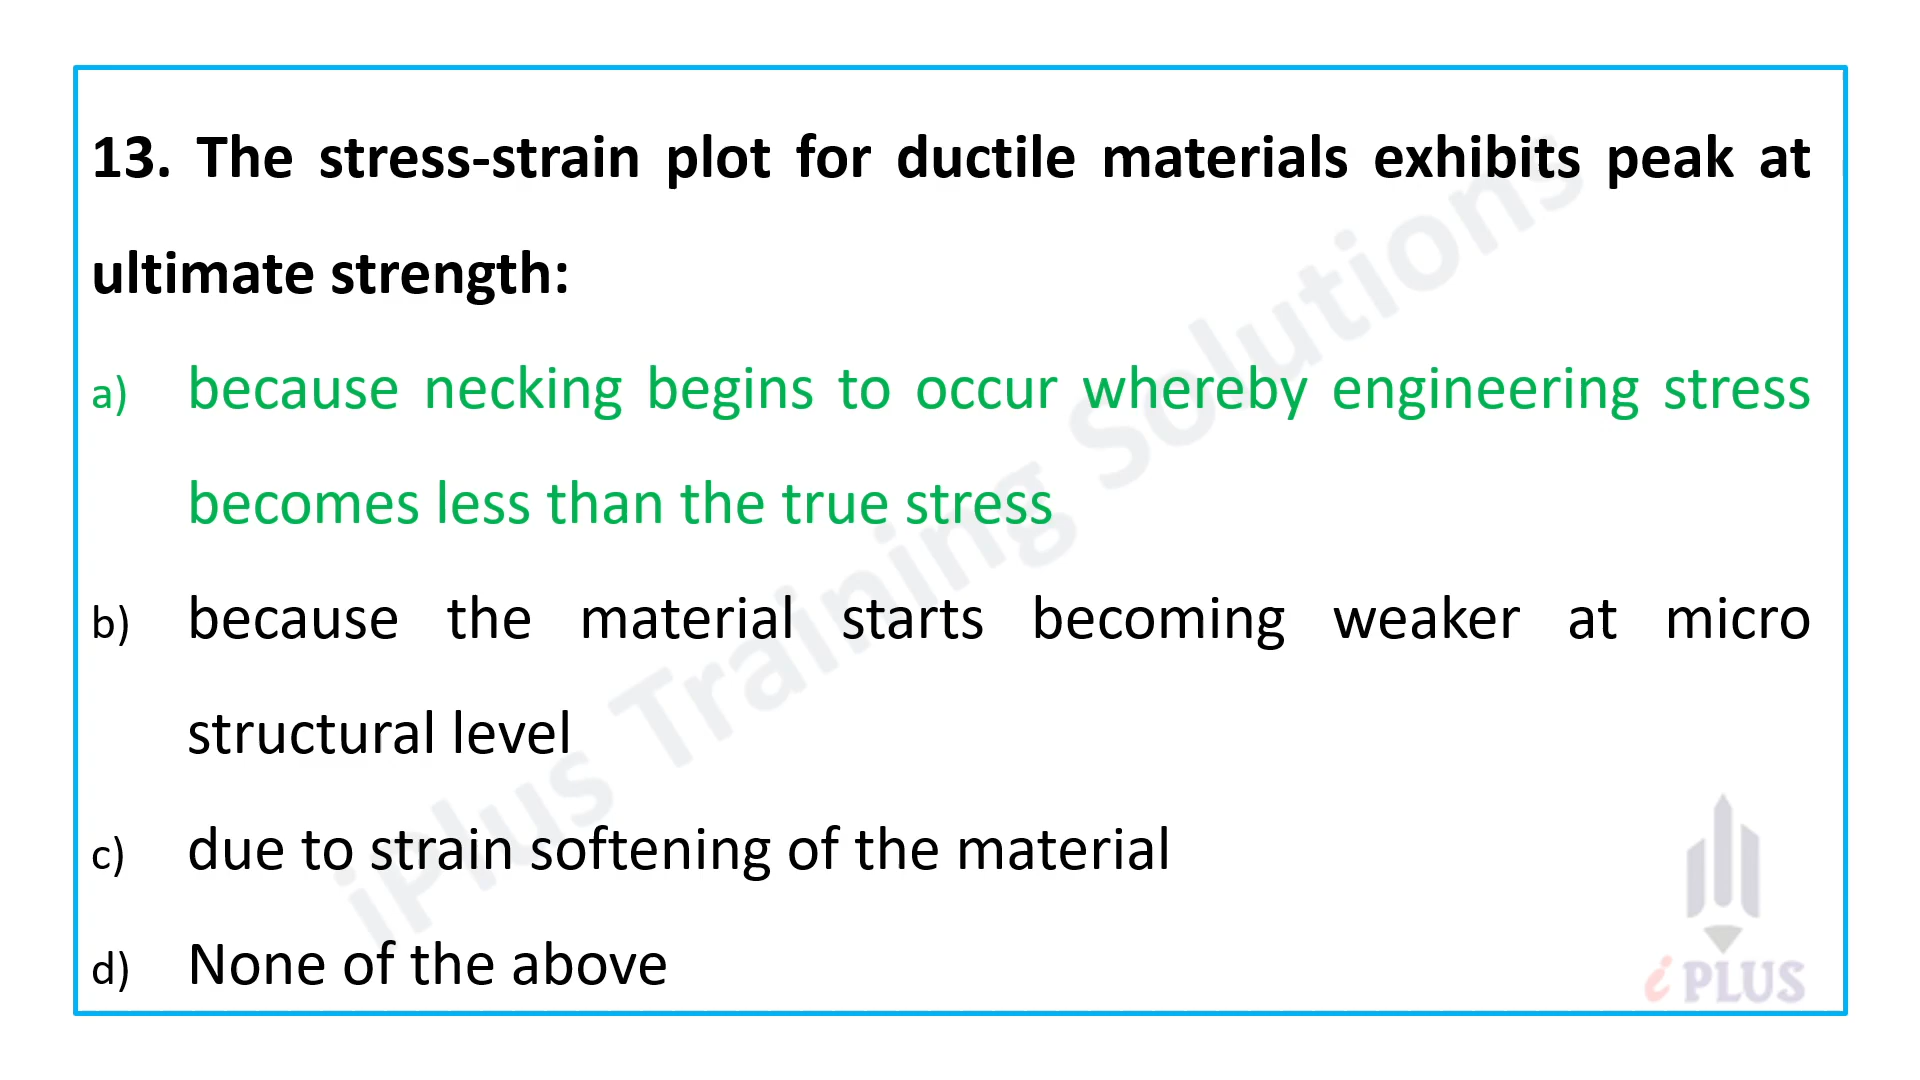 13. The stress-strain plot for ductile materials exhibits peak at
ultimate strength:
a) because necking begins to occur whereby engineering stress
becomes less than the true stress
b) because the material starts becoming weaker at micro
structural level
c) due to strain softening of the material
d) None of the above
iPlus Training Solutions
i PLUS